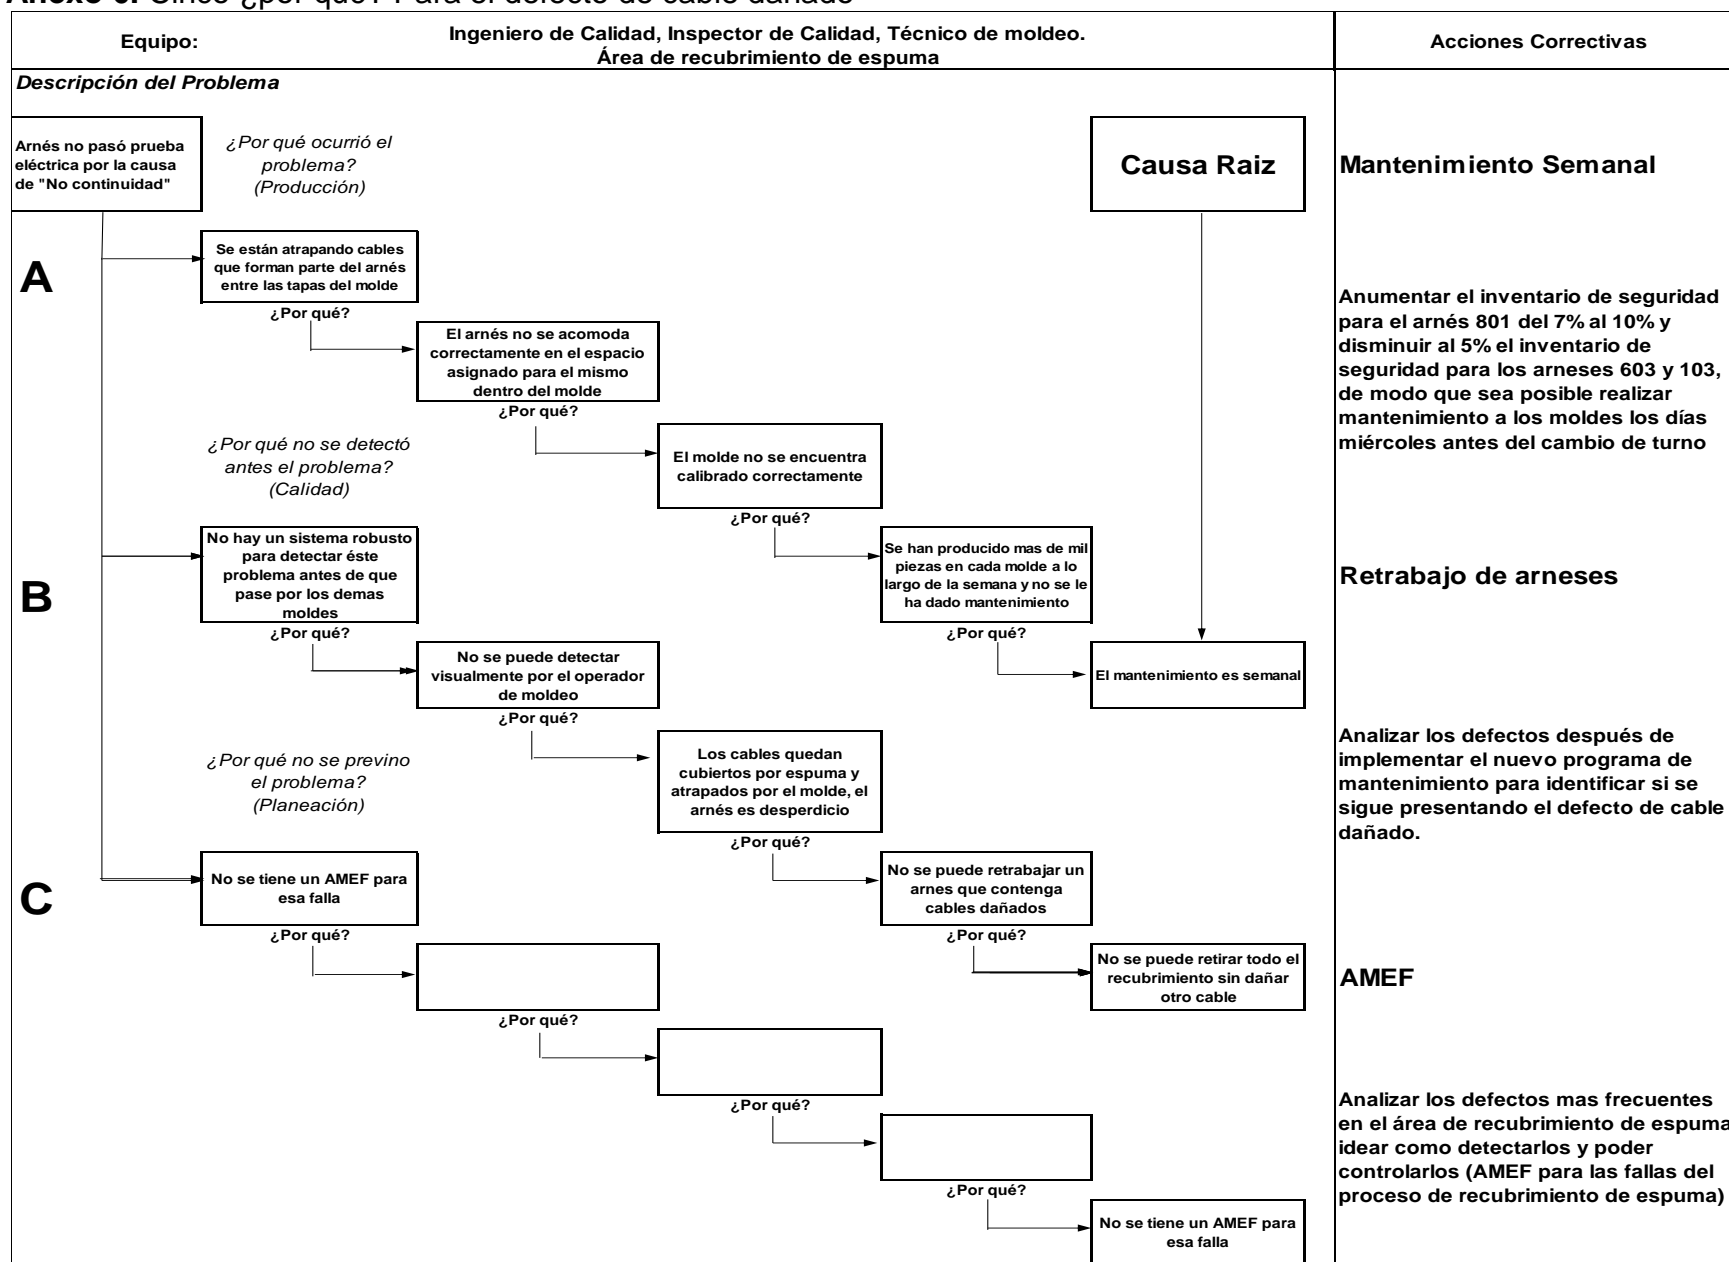 Anexo 6. Cinco ¿por qué? Para el defecto de cable dañado
Equipo:
Ingeniero de Calidad, Inspector de Calidad, Técnico de moldeo.
Área de recubrimiento de espuma
Acciones Correctivas
Descripción del Problema
Arnés no pasó prueba
eléctrica por la causa
de "No continuidad"
¿Por qué ocurrió el
problema?
(Producción)
Causa Raiz
Mantenimiento Semanal
A
Se están atrapando cables
que forman parte del arnés
entre las tapas del molde
¿Por qué?
El arnés no se acomoda
correctamente en el espacio
asignado para el mismo
dentro del molde
¿Por qué?
El molde no se encuentra
calibrado correctamente
¿Por qué?
Se han producido mas de mil
piezas en cada molde a lo
largo de la semana y no se le
ha dado mantenimiento
¿Por qué?
El mantenimiento es semanal
Anumentar el inventario de seguridad
para el arnés 801 del 7% al 10% y
disminuir al 5% el inventario de
seguridad para los arneses 603 y 103,
de modo que sea posible realizar
mantenimiento a los moldes los días
miércoles antes del cambio de turno
¿Por qué no se detectó
antes el problema?
(Calidad)
B
No hay un sistema robusto
para detectar éste
problema antes de que
pase por los demas
moldes
¿Por qué?
No se puede detectar
visualmente por el operador
de moldeo
¿Por qué?
Los cables quedan
cubiertos por espuma y
atrapados por el molde, el
arnés es desperdicio
¿Por qué?
No se puede retrabajar un
arnes que contenga
cables dañados
¿Por qué?
No se puede retirar todo el
recubrimiento sin dañar
otro cable
Retrabajo de arneses
Analizar los defectos después de
implementar el nuevo programa de
mantenimiento para identificar si se
sigue presentando el defecto de cable
dañado.
¿Por qué no se previno
el problema?
(Planeación)
C
No se tiene un AMEF para
esa falla
¿Por qué?
¿Por qué?
¿Por qué?
¿Por qué?
No se tiene un AMEF para
esa falla
AMEF
Analizar los defectos mas frecuentes
en el área de recubrimiento de espuma
idear como detectarlos y poder
controlarlos (AMEF para las fallas del
proceso de recubrimiento de espuma)